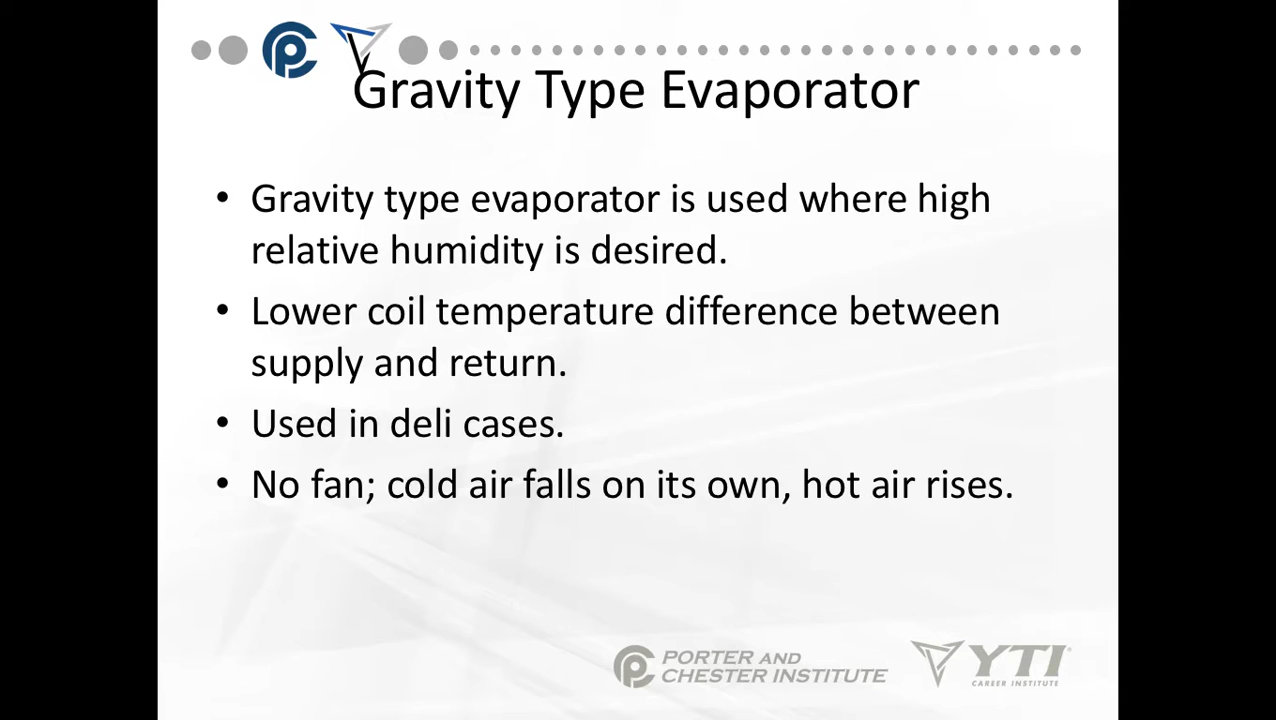 Gravity Type Evaporator
• Gravity type evaporator is used where high
relative humidity is desired.
• Lower coil temperature difference between
supply and return.
• Used in deli cases.
• No fan; cold air falls on its own, hot air rises.
PORTER AND
CHESTER INSTITUTE
YTI
CAREER INSTITUTE